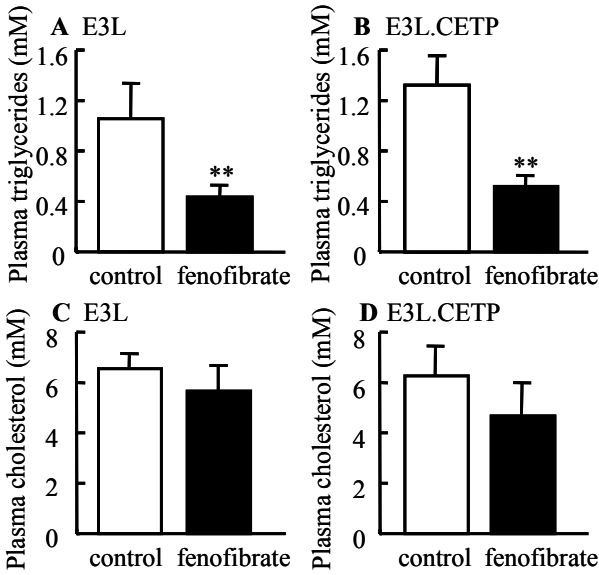 A E3L
Plasma triglycerides (mM)
1.6
1.2
0.8
0.4
0
**
control fenofibrate
B E3L.CETP
Plasma triglycerides (mM)
1.6
1.2
0.8
0.4
0
**
control fenofibrate
C E3L
Plasma cholesterol (mM)
8
6
4
2
0
control fenofibrate
D E3L.CETP
Plasma cholesterol (mM)
8
6
4
2
0
control fenofibrate